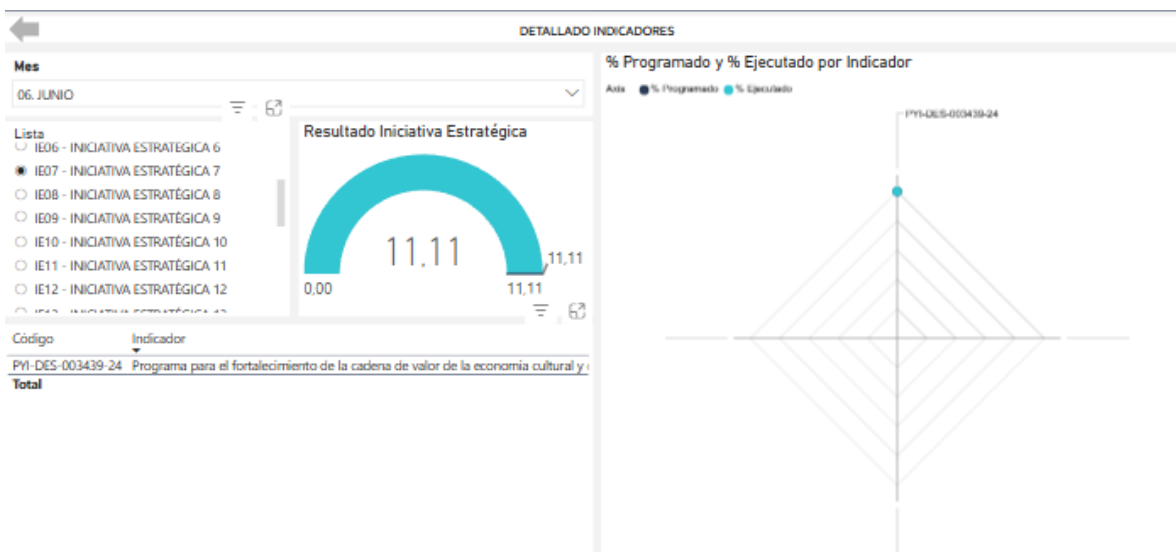 DETALLADO INDICADORES
Mes
06. JUNIO
Lista
IE06 - INICIATIVA ESTRATEGICA 6
IE07 - INICIATIVA ESTRATÉGICA 7
IE08 - INICIATIVA ESTRATÉGICA 8
IE09 - INICIATIVA ESTRATÉGICA 9
IE10 - INICIATIVA ESTRATÉGICA 10
IE11 - INICIATIVA ESTRATÉGICA 11
IE12 - INICIATIVA ESTRATÉGICA 12
Resultado Iniciativa Estratégica
11,11
11,11
0,00
11,11
Código Indicador
PYI-DES-003439-24 Programa para el fortalecimiento de la cadena de valor de la economia cultural y
Total
% Programado y % Ejecutado por Indicador
Axis % Programado % Ejecutado
PYI-DES-003439-24